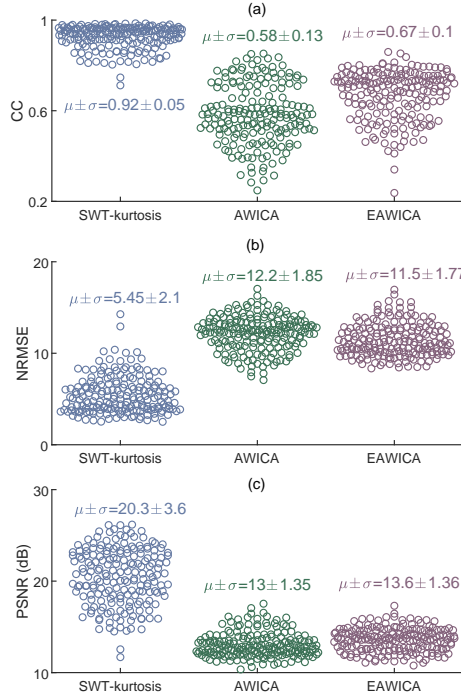 (a)
1
0.6
0.2
CC
μ±σ=0.92±0.05
μ±σ=0.58±0.13
μ±σ=0.67±0.1
SWT-kurtosis
AWICA
EAWICA
(b)
20
10
0
NRMSE
μ±σ=5.45±2.1
μ±σ=12.2±1.85
μ±σ=11.5±1.77
SWT-kurtosis
AWICA
EAWICA
(c)
30
20
10
PSNR (dB)
μ±σ=20.3±3.6
μ±σ=13±1.35
μ±σ=13.6±1.36
SWT-kurtosis
AWICA
EAWICA